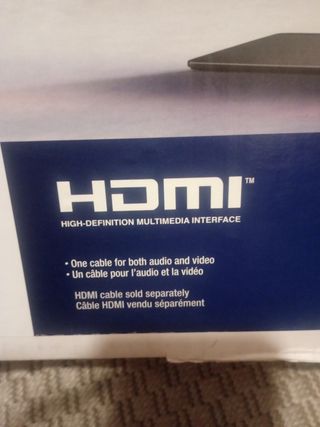 HDMI™
HIGH-DEFINITION MULTIMEDIA INTERFACE
• One cable for both audio and video
• Un câble pour l'audio et la vidéo
HDMI cable sold separately
Câble HDMI vendu séparément